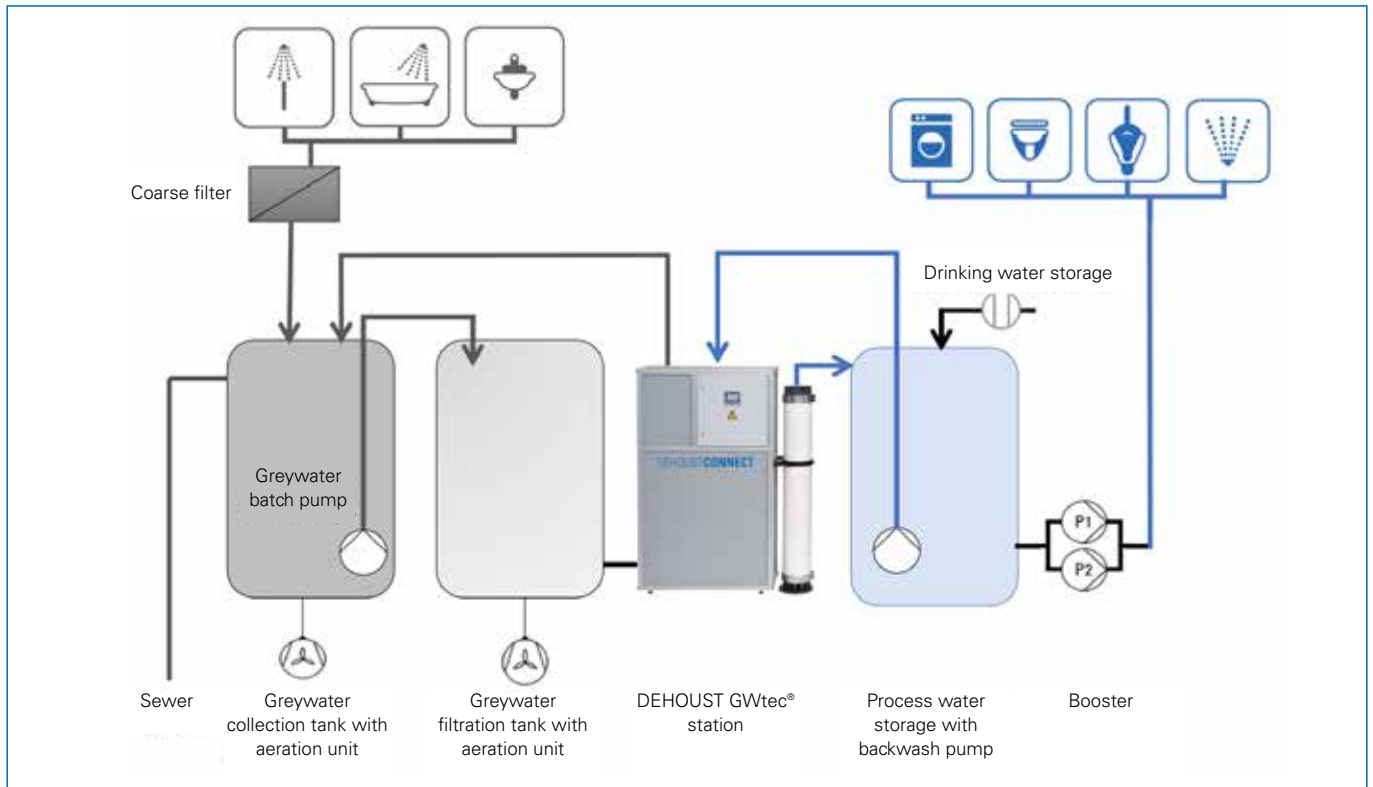 Coarse filter
Drinking water storage
Greywater
batch pump
DEHOUSTCONNECT
P1
P2
Sewer
Greywater
collection tank with
aeration unit
Greywater
filtration tank with
aeration unit
DEHOUST GWtec®
station
Process water
storage with
backwash pump
Booster